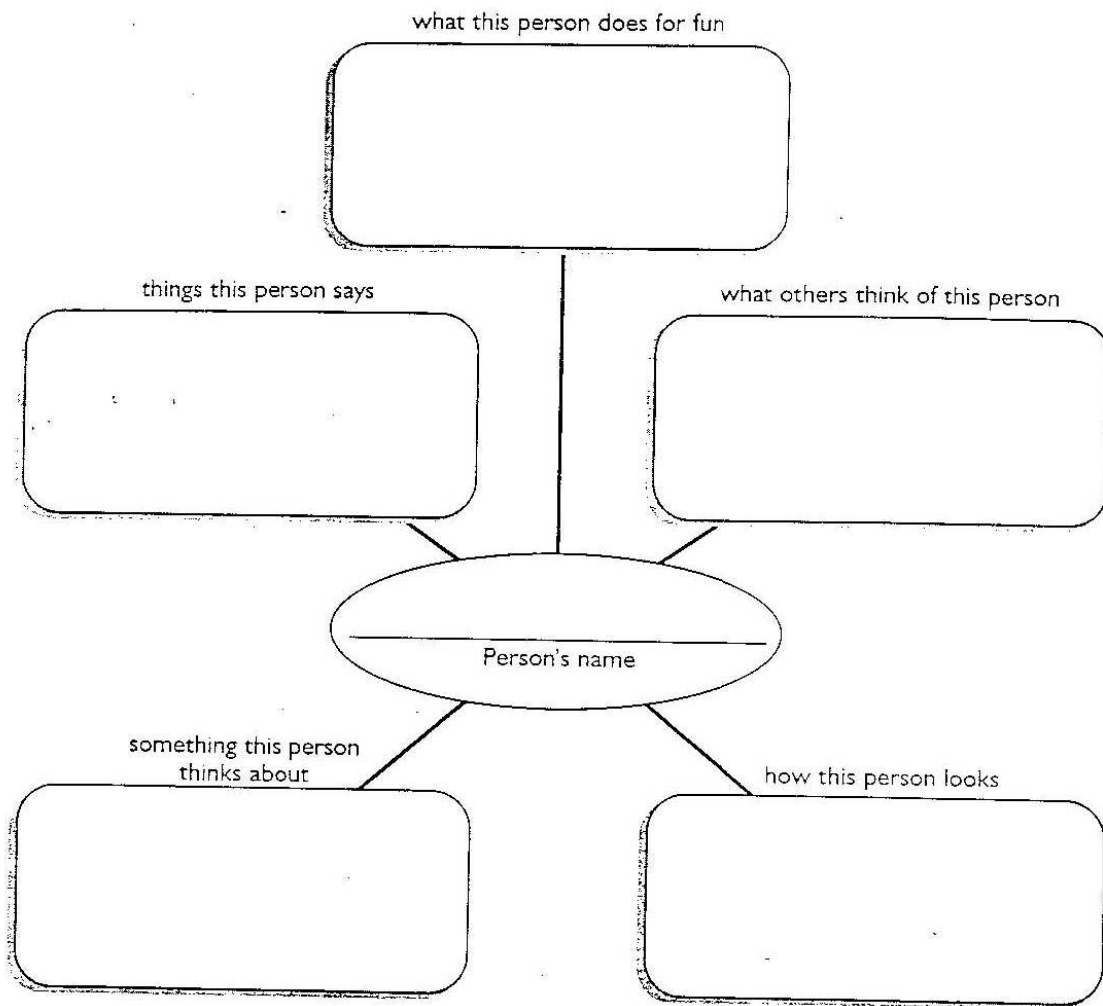 what this person does for fun
things this person says
what others think of this person
Person's name
something this person
thinks about
how this person looks